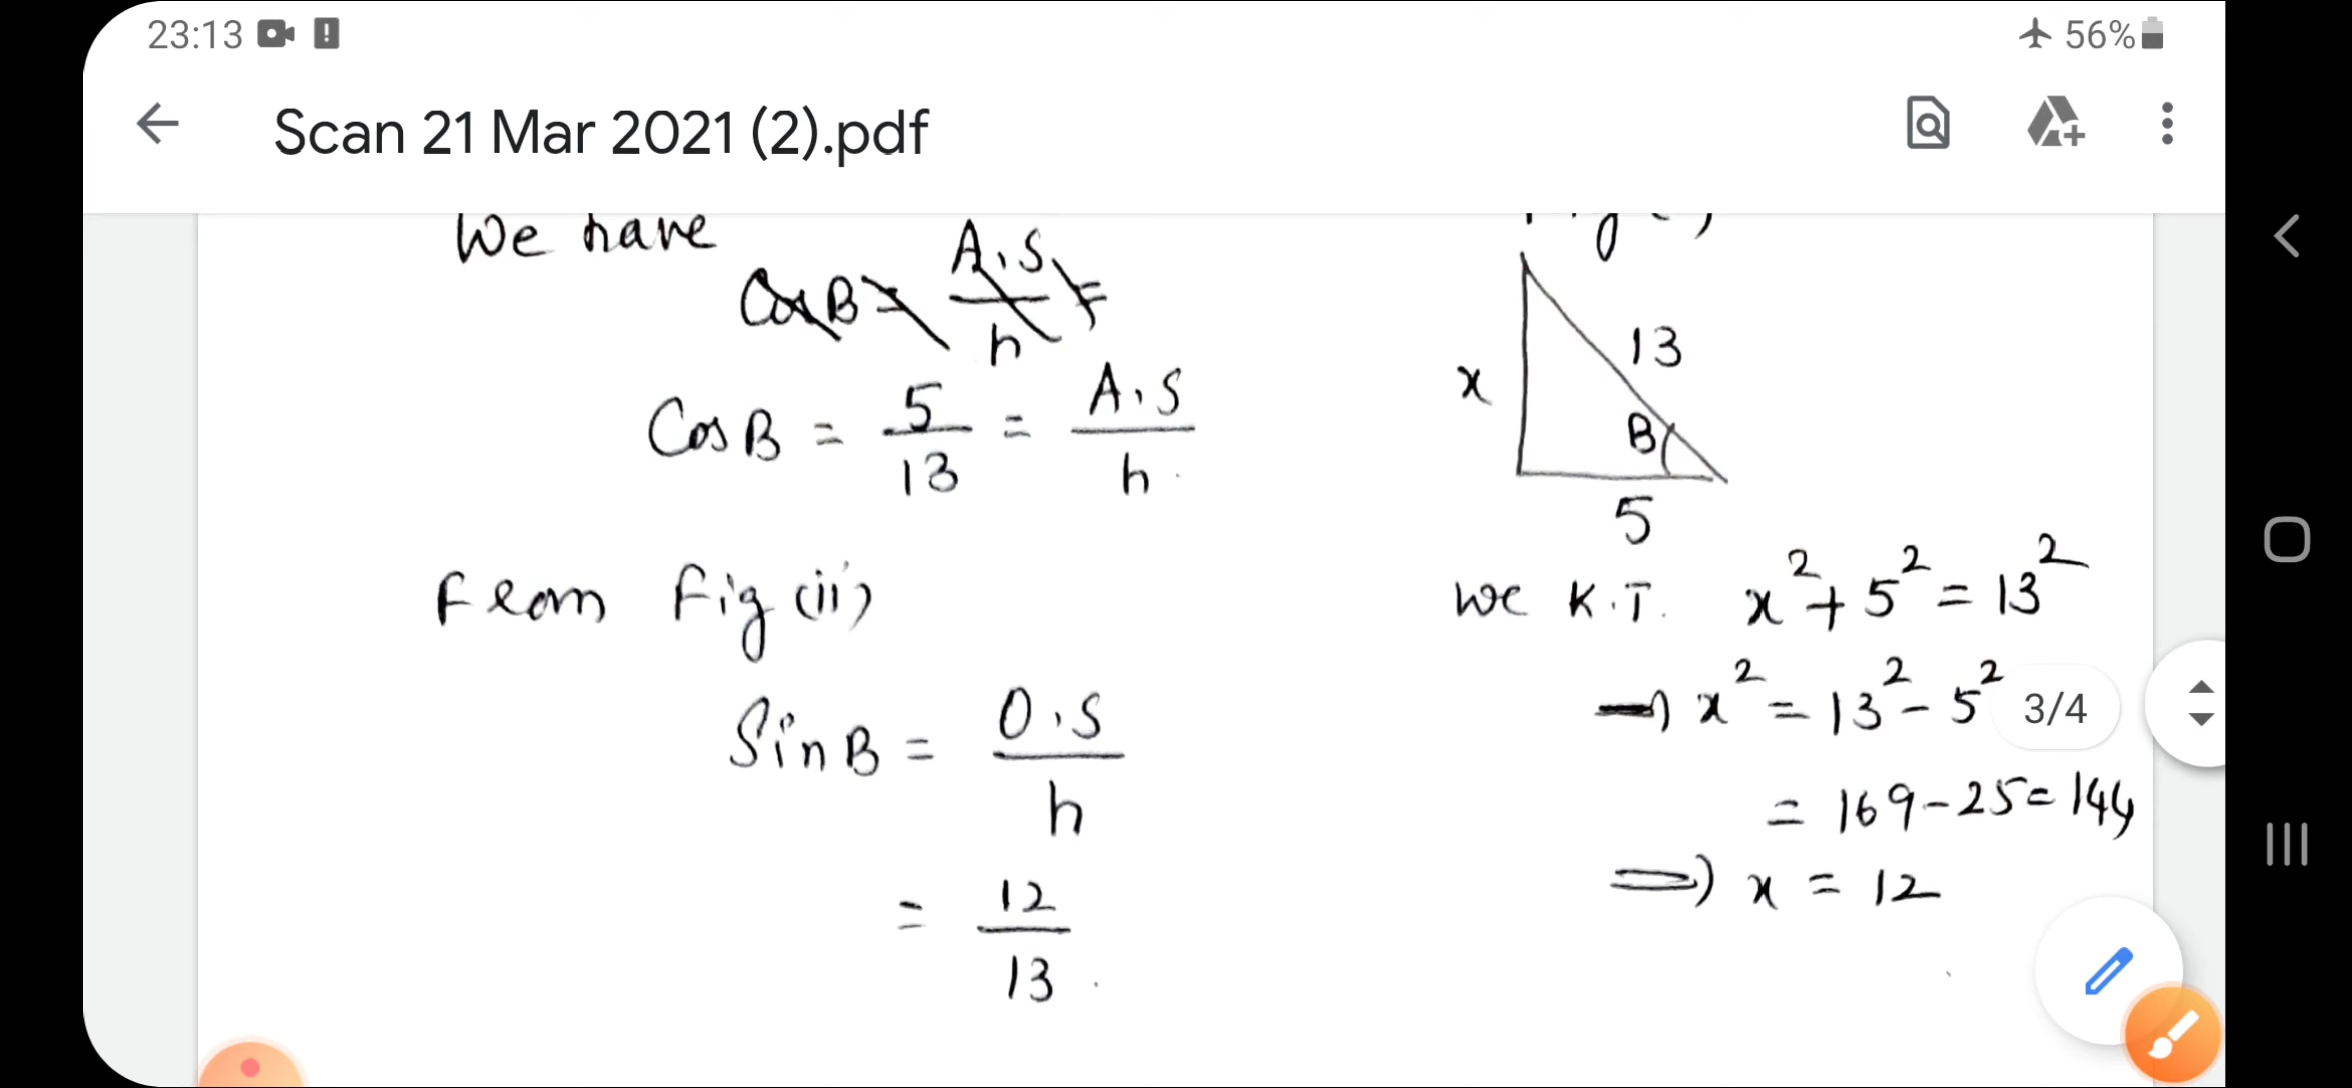 23:13
56%
Scan 21 Mar 2021 (2).pdf
We have
CosB = A.S / h =
Cos B = 5/13 = A.S / h
x
13
B
5
From fig (ii)
We K.T. x² + 5² = 13²
⇒ x² = 13² - 5²
3/4
Sin B = O.S / h
= 169 - 25 = 144
⇒ x = 12
= 12/13 .